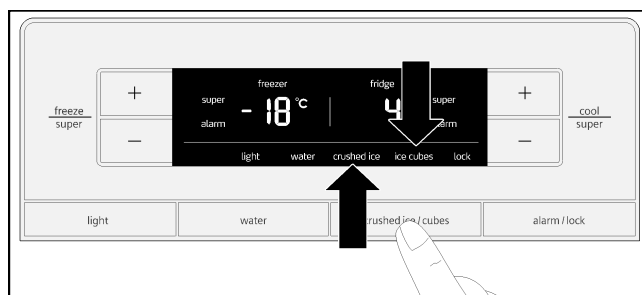 freezer
fridge
super
-18 °C
4
super
alarm
light
water
crushed ice
ice cubes
lock
freeze
super
+
−
+
−
cool
super
light
water
crushed ice / cubes
alarm / lock